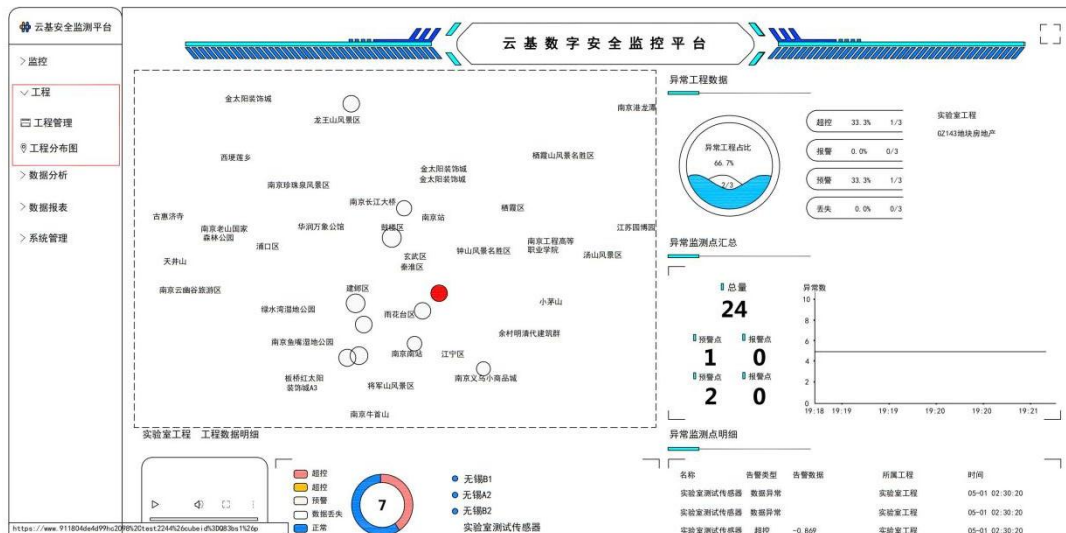 云基安全监测平台
云基数字安全监控平台
监控
工程
工程管理
工程分布图
数据分析
数据报表
系统管理
金太阳装饰城
龙王山风景区
南京港龙潭
西埂莲乡
栖霞山风景名胜区
金太阳装饰城
金太阳装饰城
南京珍珠泉风景区
南京长江大桥
栖霞区
古惠济寺
南京站
南京老山国家
森林公园
华润万象公馆
鼓楼区
江苏园博园
浦口区
南京工程高等
职业学院
钟山风景名胜区
汤山风景区
玄武区
秦淮区
天井山
南京云幽谷旅游区
建邺区
小茅山
绿水湾湿地公园
雨花台区
余村明清代建筑群
南京鱼嘴湿地公园
南京南站
江宁区
板桥红太阳
装饰城A3
将军山风景区
南京义乌小商品城
南京牛首山
异常工程数据
异常工程占比
66.7%
2/3
超控 33.3% 1/3
报警 0.0% 0/3
预警 33.3% 1/3
丢失 0.0% 0/3
实验室工程
GZ143地块房地产
异常监测点汇总
总量
24
预警点 报警点
1 0
预警点 报警点
2 0
异常数
10
8
6
4
2
0
19:18 19:19 19:19 19:20 19:20 19:21
实验室工程 工程数据明细
超控
超控
预警
数据丢失
正常
7
无锡B1
无锡A2
无锡B2
实验室测试传感器
异常监测点明细
名称 告警类型 告警数据 所属工程 时间
实验室测试传感器 数据异常 实验室工程 05-01 02:30:20
实验室测试传感器 数据异常 实验室工程 05-01 02:30:20
实验室测试传感器 超控 -0.869 实验室工程 05-01 02:30:20